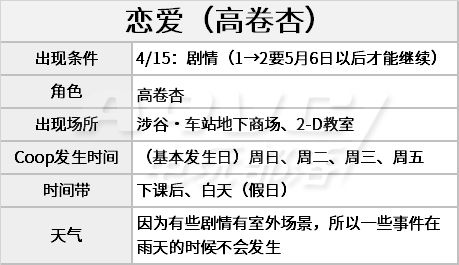 恋爱（高卷杏）
出现条件 4/15：剧情（1→2要5月6日以后才能继续）
角色 高卷杏
出现场所 涉谷·车站地下商场、2-D教室
Coop发生时间 （基本发生日）周日、周二、周三、周五
时间带 下课后、白天（假日）
天气 因为有些剧情有室外场景，所以一些事件在
雨天的时候不会发生